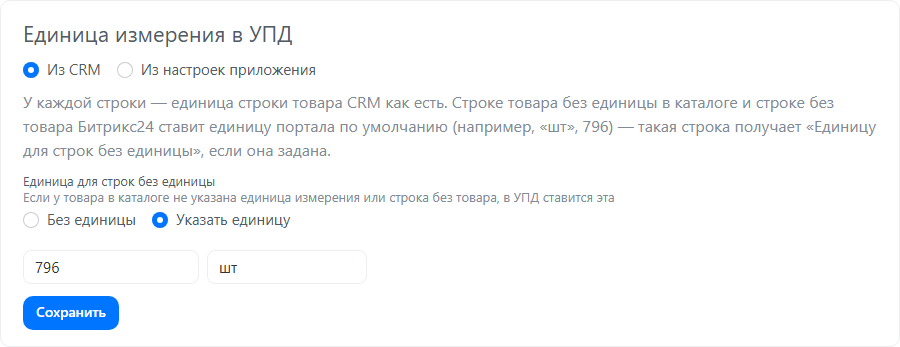 Единица измерения в УПД
Из CRM Из настроек приложения
У каждой строки — единица строки товара CRM как есть. Строке товара без единицы в каталоге и строке без
товара Битрикс24 ставит единицу портала по умолчанию (например, «шт», 796) — такая строка получает «Единицу
для строк без единицы», если она задана.
Единица для строк без единицы
Если у товара в каталоге не указана единица измерения или строка без товара, в УПД ставится эта
Без единицы Указать единицу
796 шт
Сохранить